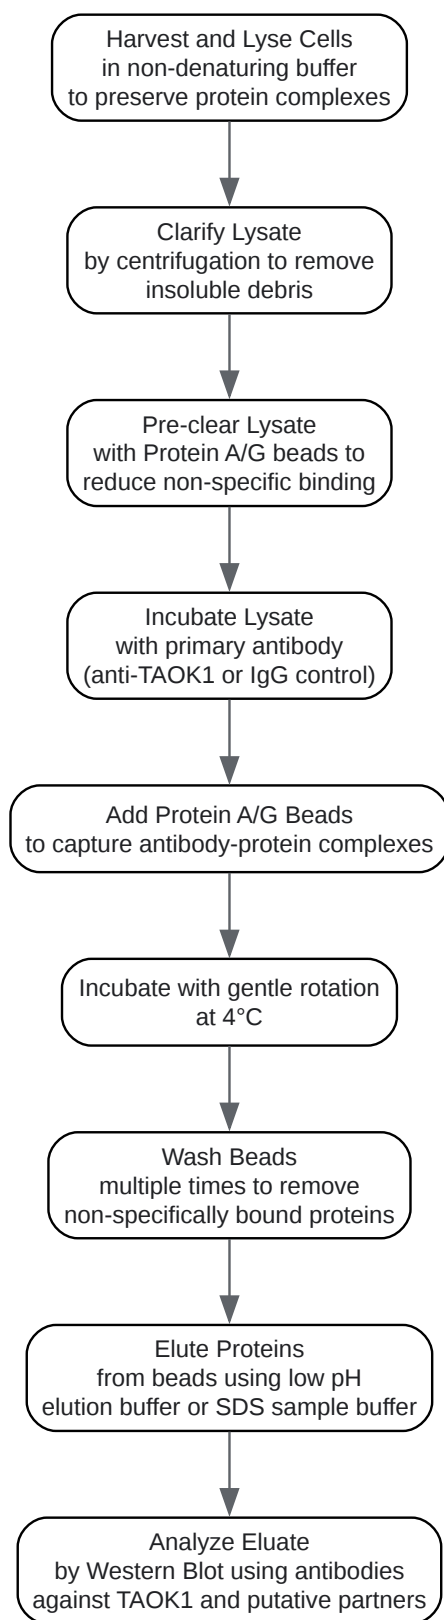 Harvest and Lyse Cells
in non-denaturing buffer
to preserve protein complexes
Clarify Lysate
by centrifugation to remove
insoluble debris
Pre-clear Lysate
with Protein A/G beads to
reduce non-specific binding
Incubate Lysate
with primary antibody
(anti-TAOK1 or IgG control)
Add Protein A/G Beads
to capture antibody-protein complexes
Incubate with gentle rotation
at 4°C
Wash Beads
multiple times to remove
non-specifically bound proteins
Elute Proteins
from beads using low pH
elution buffer or SDS sample buffer
Analyze Eluate
by Western Blot using antibodies
against TAOK1 and putative partners